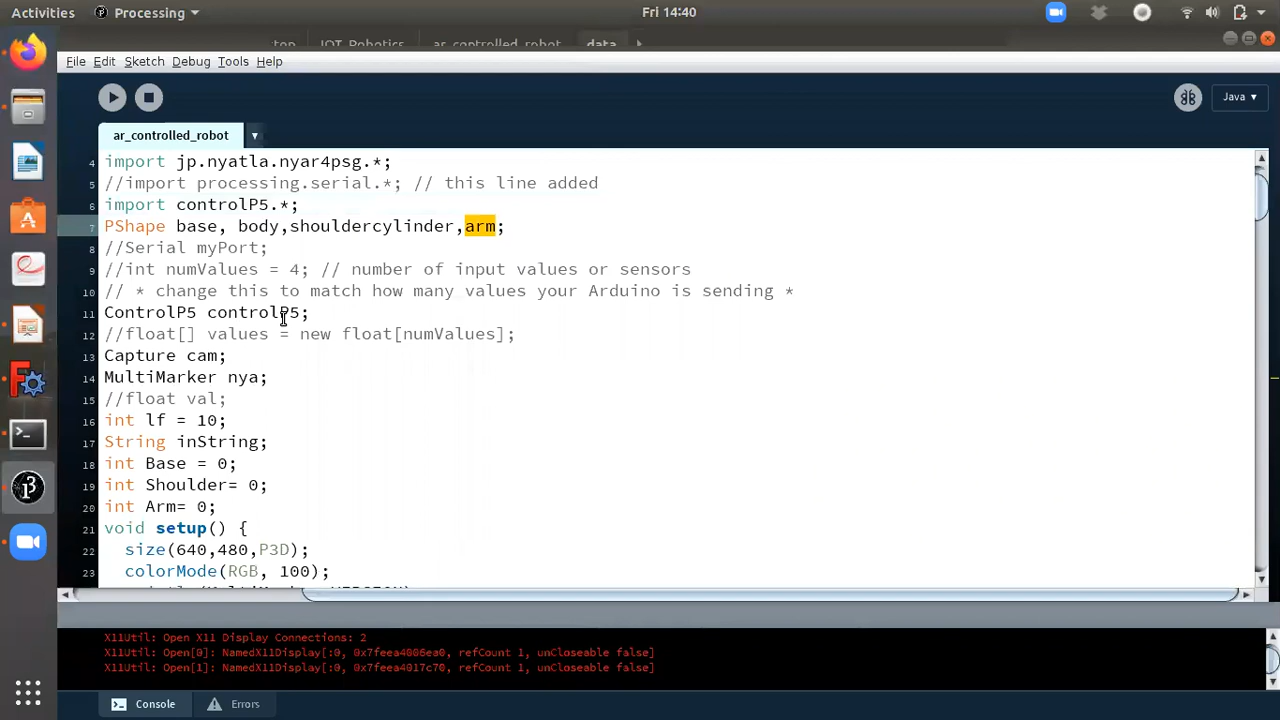 Activities
Processing
Fri 14:40
top
IOT_Robotics
ar_controlled_robot
data
File Edit Sketch Debug Tools Help
Java
ar_controlled_robot
4 import jp.nyatla.nyar4psg.*;
5 //import processing.serial.*; // this line added
6 import controlP5.*;
7 PShape base, body,shouldercylinder,arm;
8 //Serial myPort;
9 //int numValues = 4; // number of input values or sensors
10 // * change this to match how many values your Arduino is sending *
11 ControlP5 controlP5;
12 //float[] values = new float[numValues];
13 Capture cam;
14 MultiMarker nya;
15 //float val;
16 int lf = 10;
17 String inString;
18 int Base = 0;
19 int Shoulder= 0;
20 int Arm= 0;
21 void setup() {
22 size(640,480,P3D);
23 colorMode(RGB, 100);
X11Util: Open X11 Display Connections: 2
X11Util: Open[0]: NamedX11Display[:0, 0x7feea4006ea0, refCount 1, unCloseable false]
X11Util: Open[1]: NamedX11Display[:0, 0x7feea4017c70, refCount 1, unCloseable false]
Console
Errors